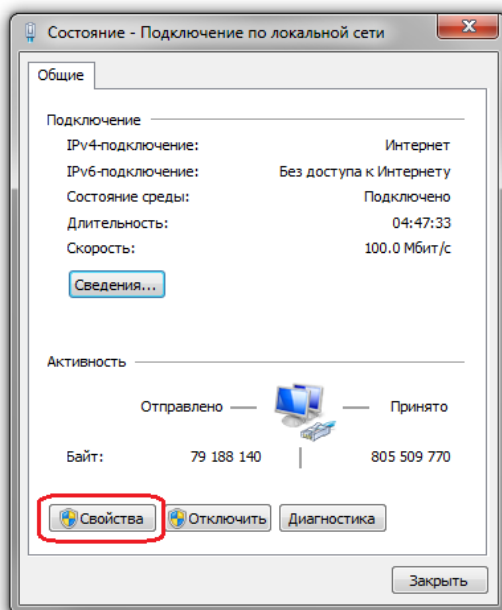 Состояние - Подключение по локальной сети
Общие
Подключение
IPv4-подключение: Интернет
IPv6-подключение: Без доступа к Интернету
Состояние среды: Подключено
Длительность: 04:47:33
Скорость: 100.0 Мбит/с
Сведения...
Активность
Отправлено — — Принято
Байт: 79 188 140 805 509 770
Свойства Отключить Диагностика
Закрыть